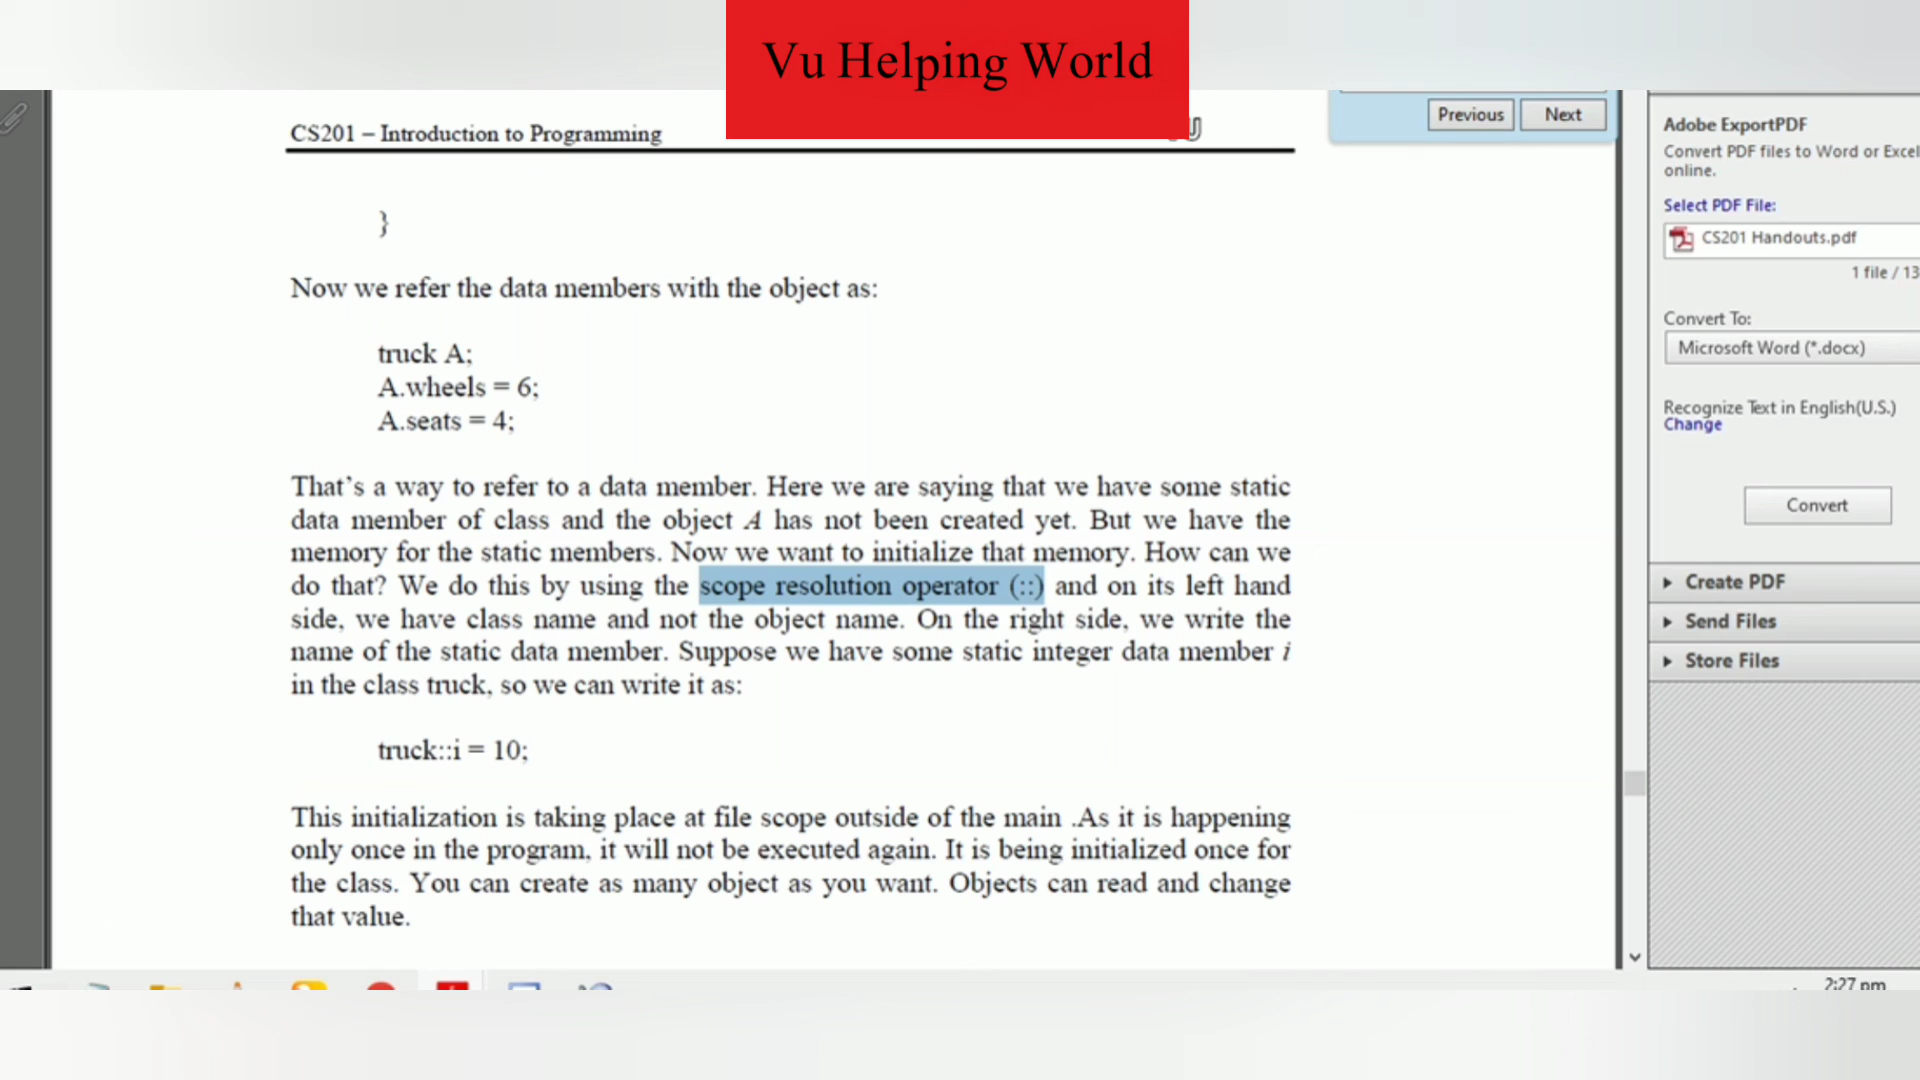 Vu Helping World
Previous
Next
CS201 – Introduction to Programming
}
Now we refer the data members with the object as:
truck A;
A.wheels = 6;
A.seats = 4;
That's a way to refer to a data member. Here we are saying that we have some static
data member of class and the object A has not been created yet. But we have the
memory for the static members. Now we want to initialize that memory. How can we
do that? We do this by using the scope resolution operator (::) and on its left hand
side, we have class name and not the object name. On the right side, we write the
name of the static data member. Suppose we have some static integer data member i
in the class truck, so we can write it as:
truck::i = 10;
This initialization is taking place at file scope outside of the main .As it is happening
only once in the program, it will not be executed again. It is being initialized once for
the class. You can create as many object as you want. Objects can read and change
that value.
Adobe ExportPDF
Convert PDF files to Word or Excel
online.
Select PDF File:
CS201 Handouts.pdf
1 file / 13
Convert To:
Microsoft Word (*.docx)
Recognize Text in English(U.S.)
Change
Convert
Create PDF
Send Files
Store Files
2:27 pm